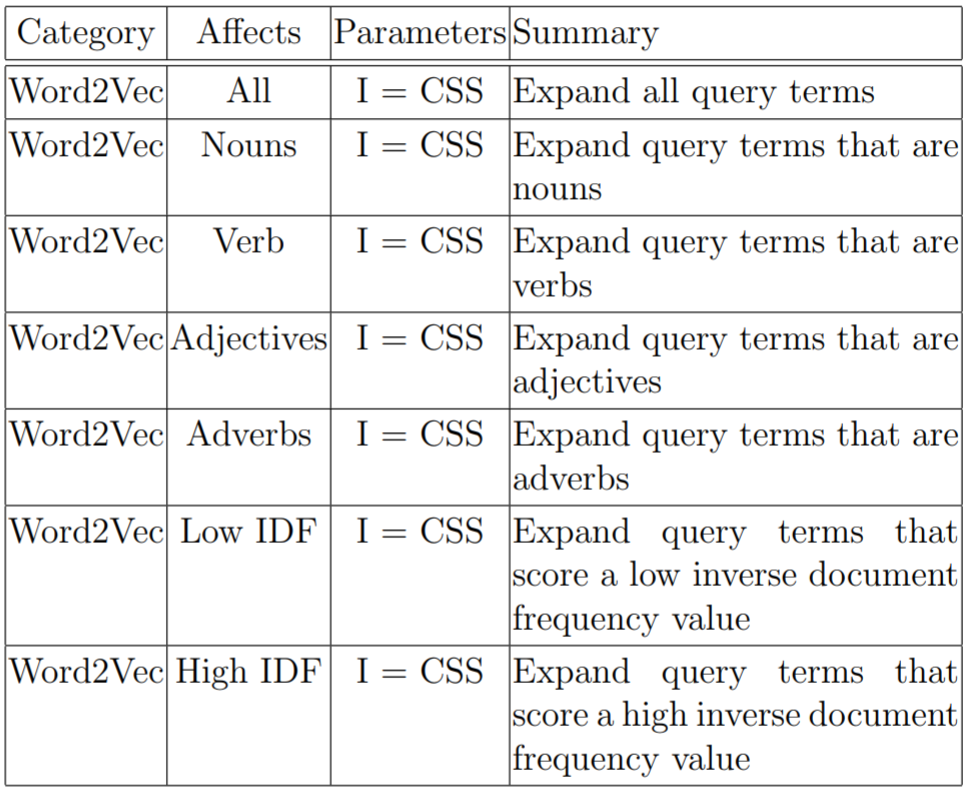 Category Affects Parameters Summary
Word2Vec All I = CSS Expand all query terms
Word2Vec Nouns I = CSS Expand query terms that are
nouns
Word2Vec Verb I = CSS Expand query terms that are
verbs
Word2Vec Adjectives I = CSS Expand query terms that are
adjectives
Word2Vec Adverbs I = CSS Expand query terms that are
adverbs
Word2Vec Low IDF I = CSS Expand query terms that
score a low inverse document
frequency value
Word2Vec High IDF I = CSS Expand query terms that
score a high inverse document
frequency value